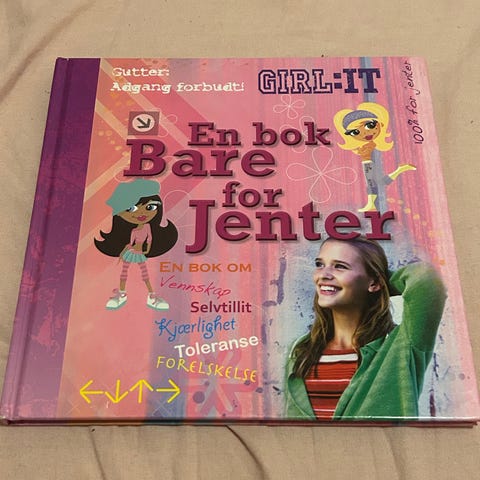 Gutter:
Adgang forbudt!
GIRL:IT
100% for jenter
En bok
Bare
for
Jenter
EN BOK OM
Vennskap
Selvtillit
Kjærlighet
Toleranse
FORELSKELSE